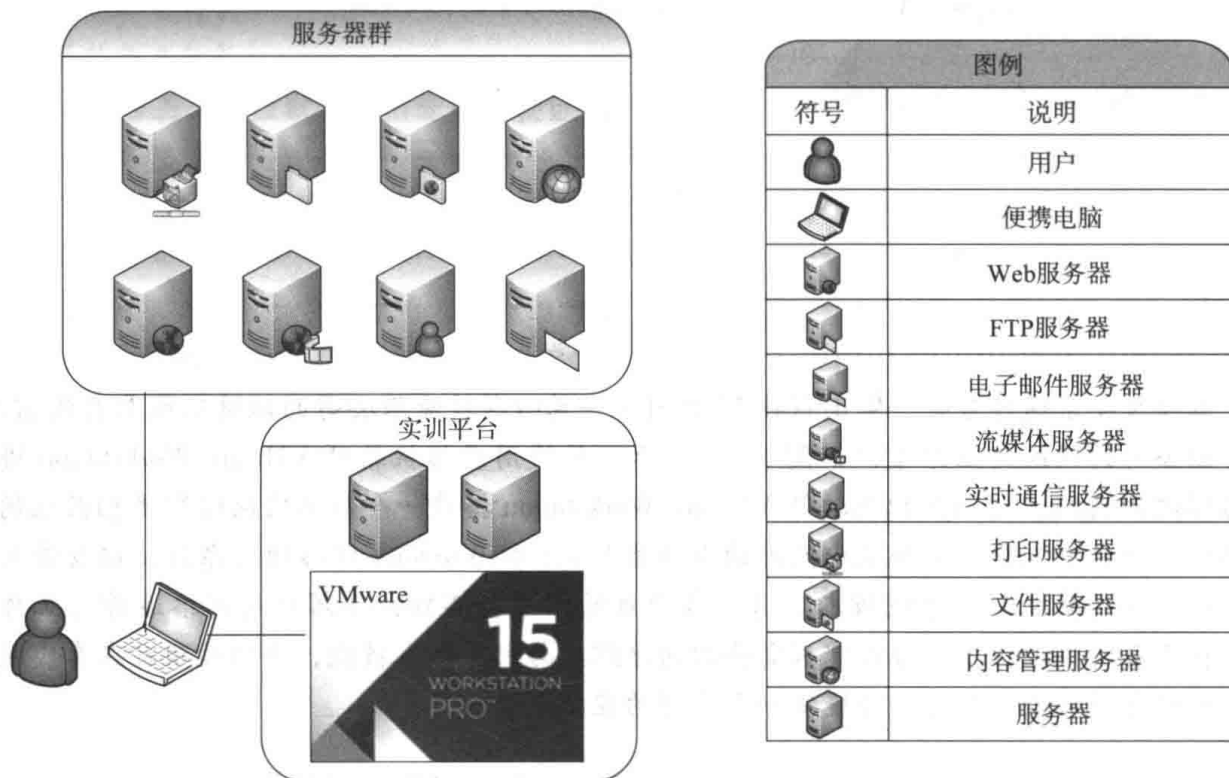 服务器群
实训平台
VMware
15
WORKSTATION
PRO™
图例
符号 说明
用户
便携电脑
Web服务器
FTP服务器
电子邮件服务器
流媒体服务器
实时通信服务器
打印服务器
文件服务器
内容管理服务器
服务器